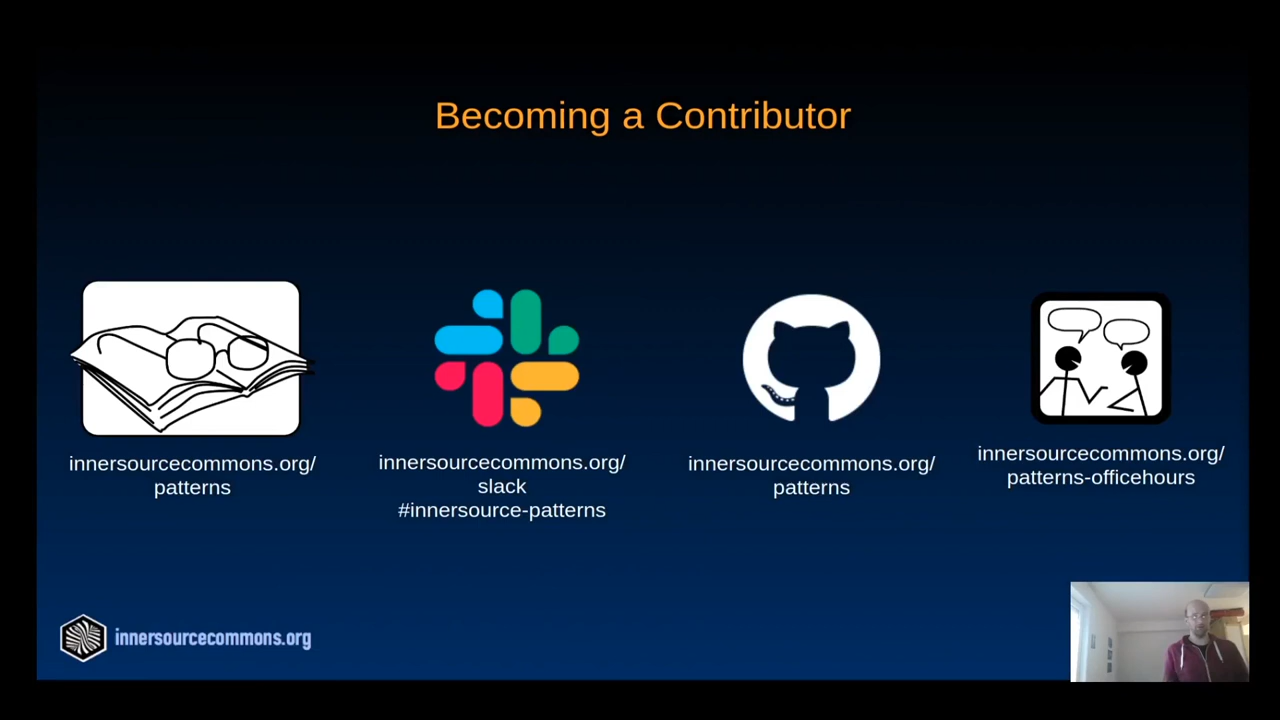 Becoming a Contributor
innersourcecommons.org/
patterns
innersourcecommons.org/
slack
#innersource-patterns
innersourcecommons.org/
patterns
innersourcecommons.org/
patterns-officehours
innersourcecommons.org